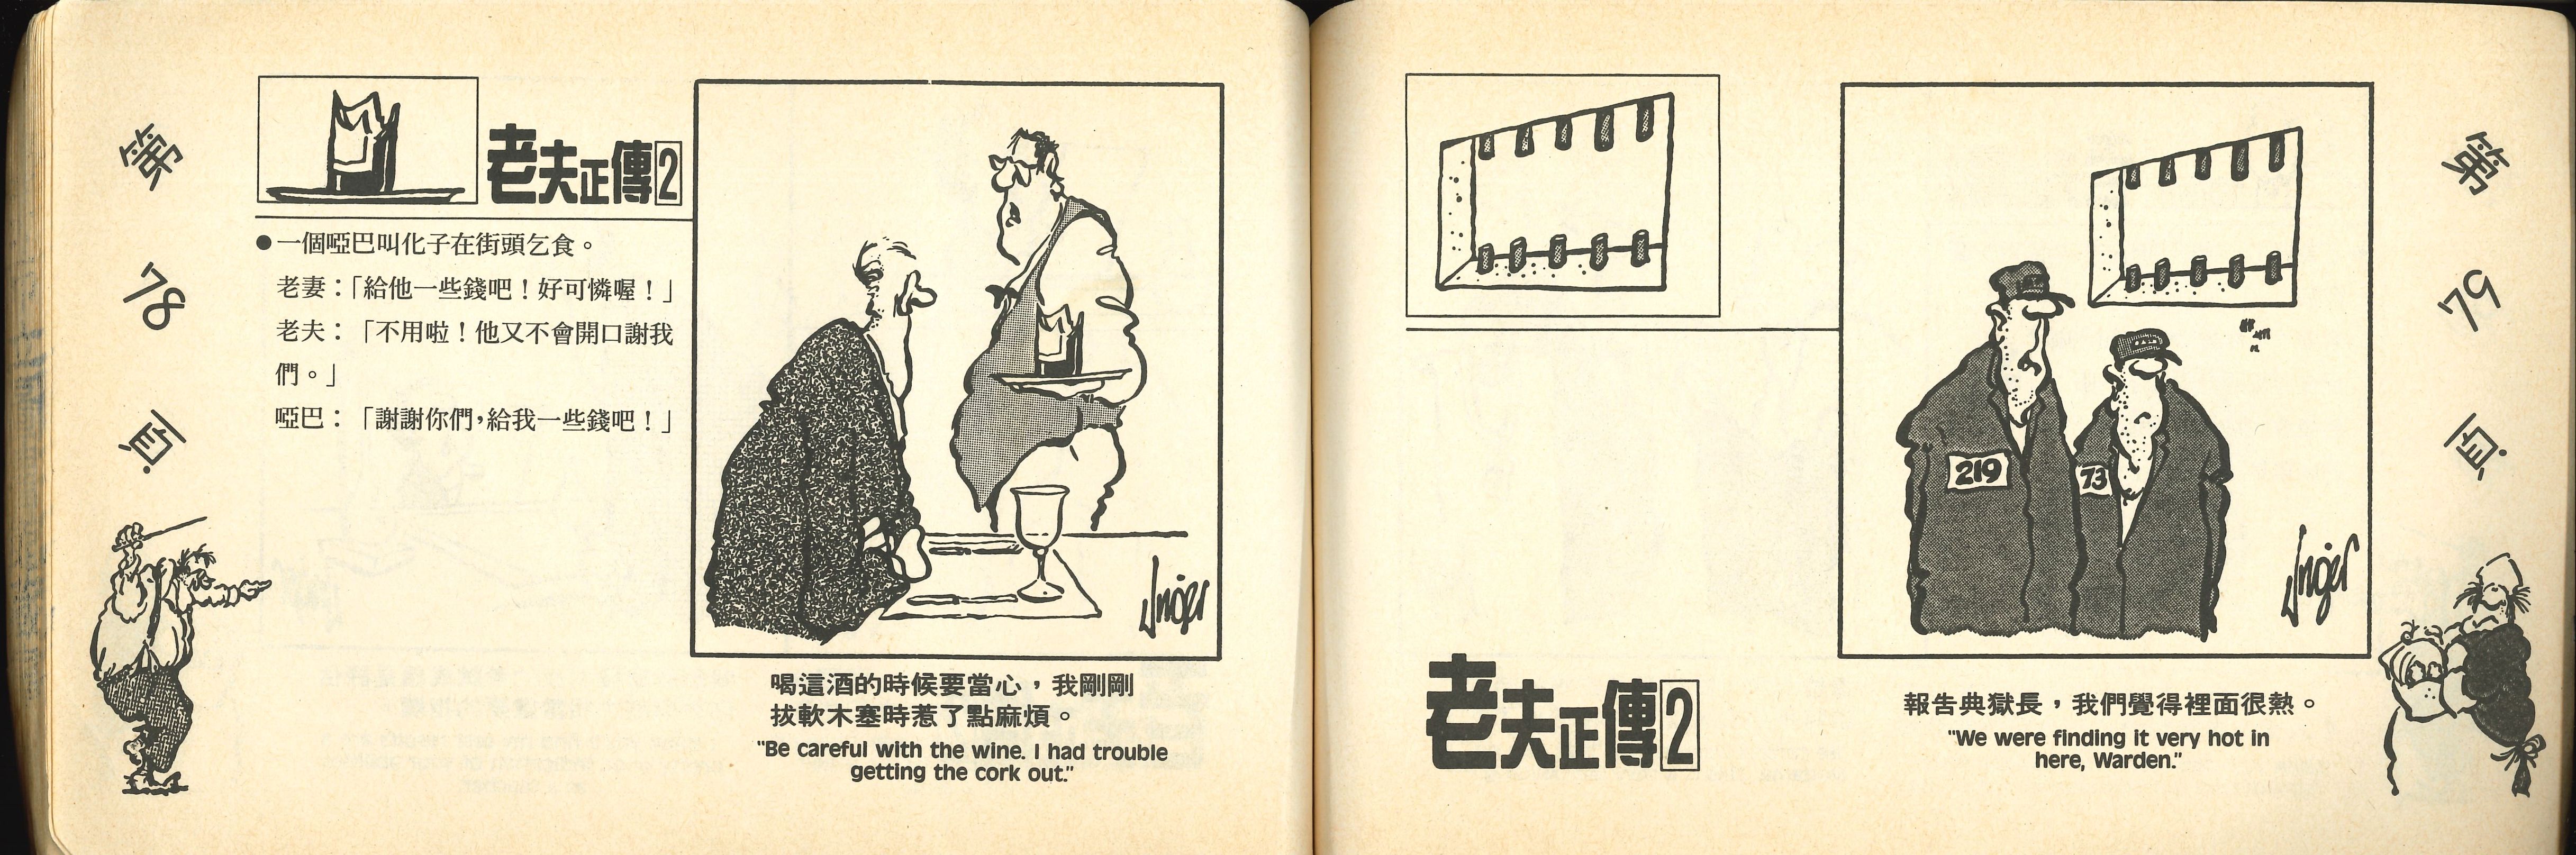 第78頁
老夫正傳2
●一個啞巴叫化子在街頭乞食。
老妻：「給他一些錢吧！好可憐喔！」
老夫：「不用啦！他又不會開口謝我
們。」
啞巴：「謝謝你們，給我一些錢吧！」
Unger
喝這酒的時候要當心，我剛剛
拔軟木塞時惹了點麻煩。
"Be careful with the wine. I had trouble
getting the cork out."
老夫正傳2
219
73
Unger
報告典獄長，我們覺得裡面很熱。
"We were finding it very hot in
here, Warden."
第79頁